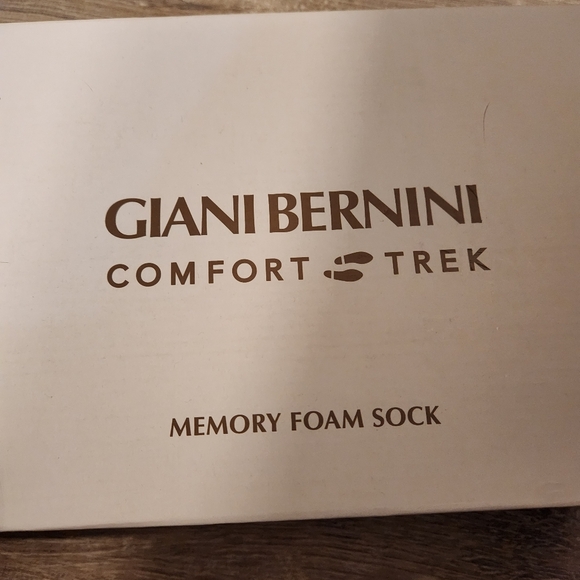 GIANI BERNINI
COMFORT TREK
MEMORY FOAM SOCK